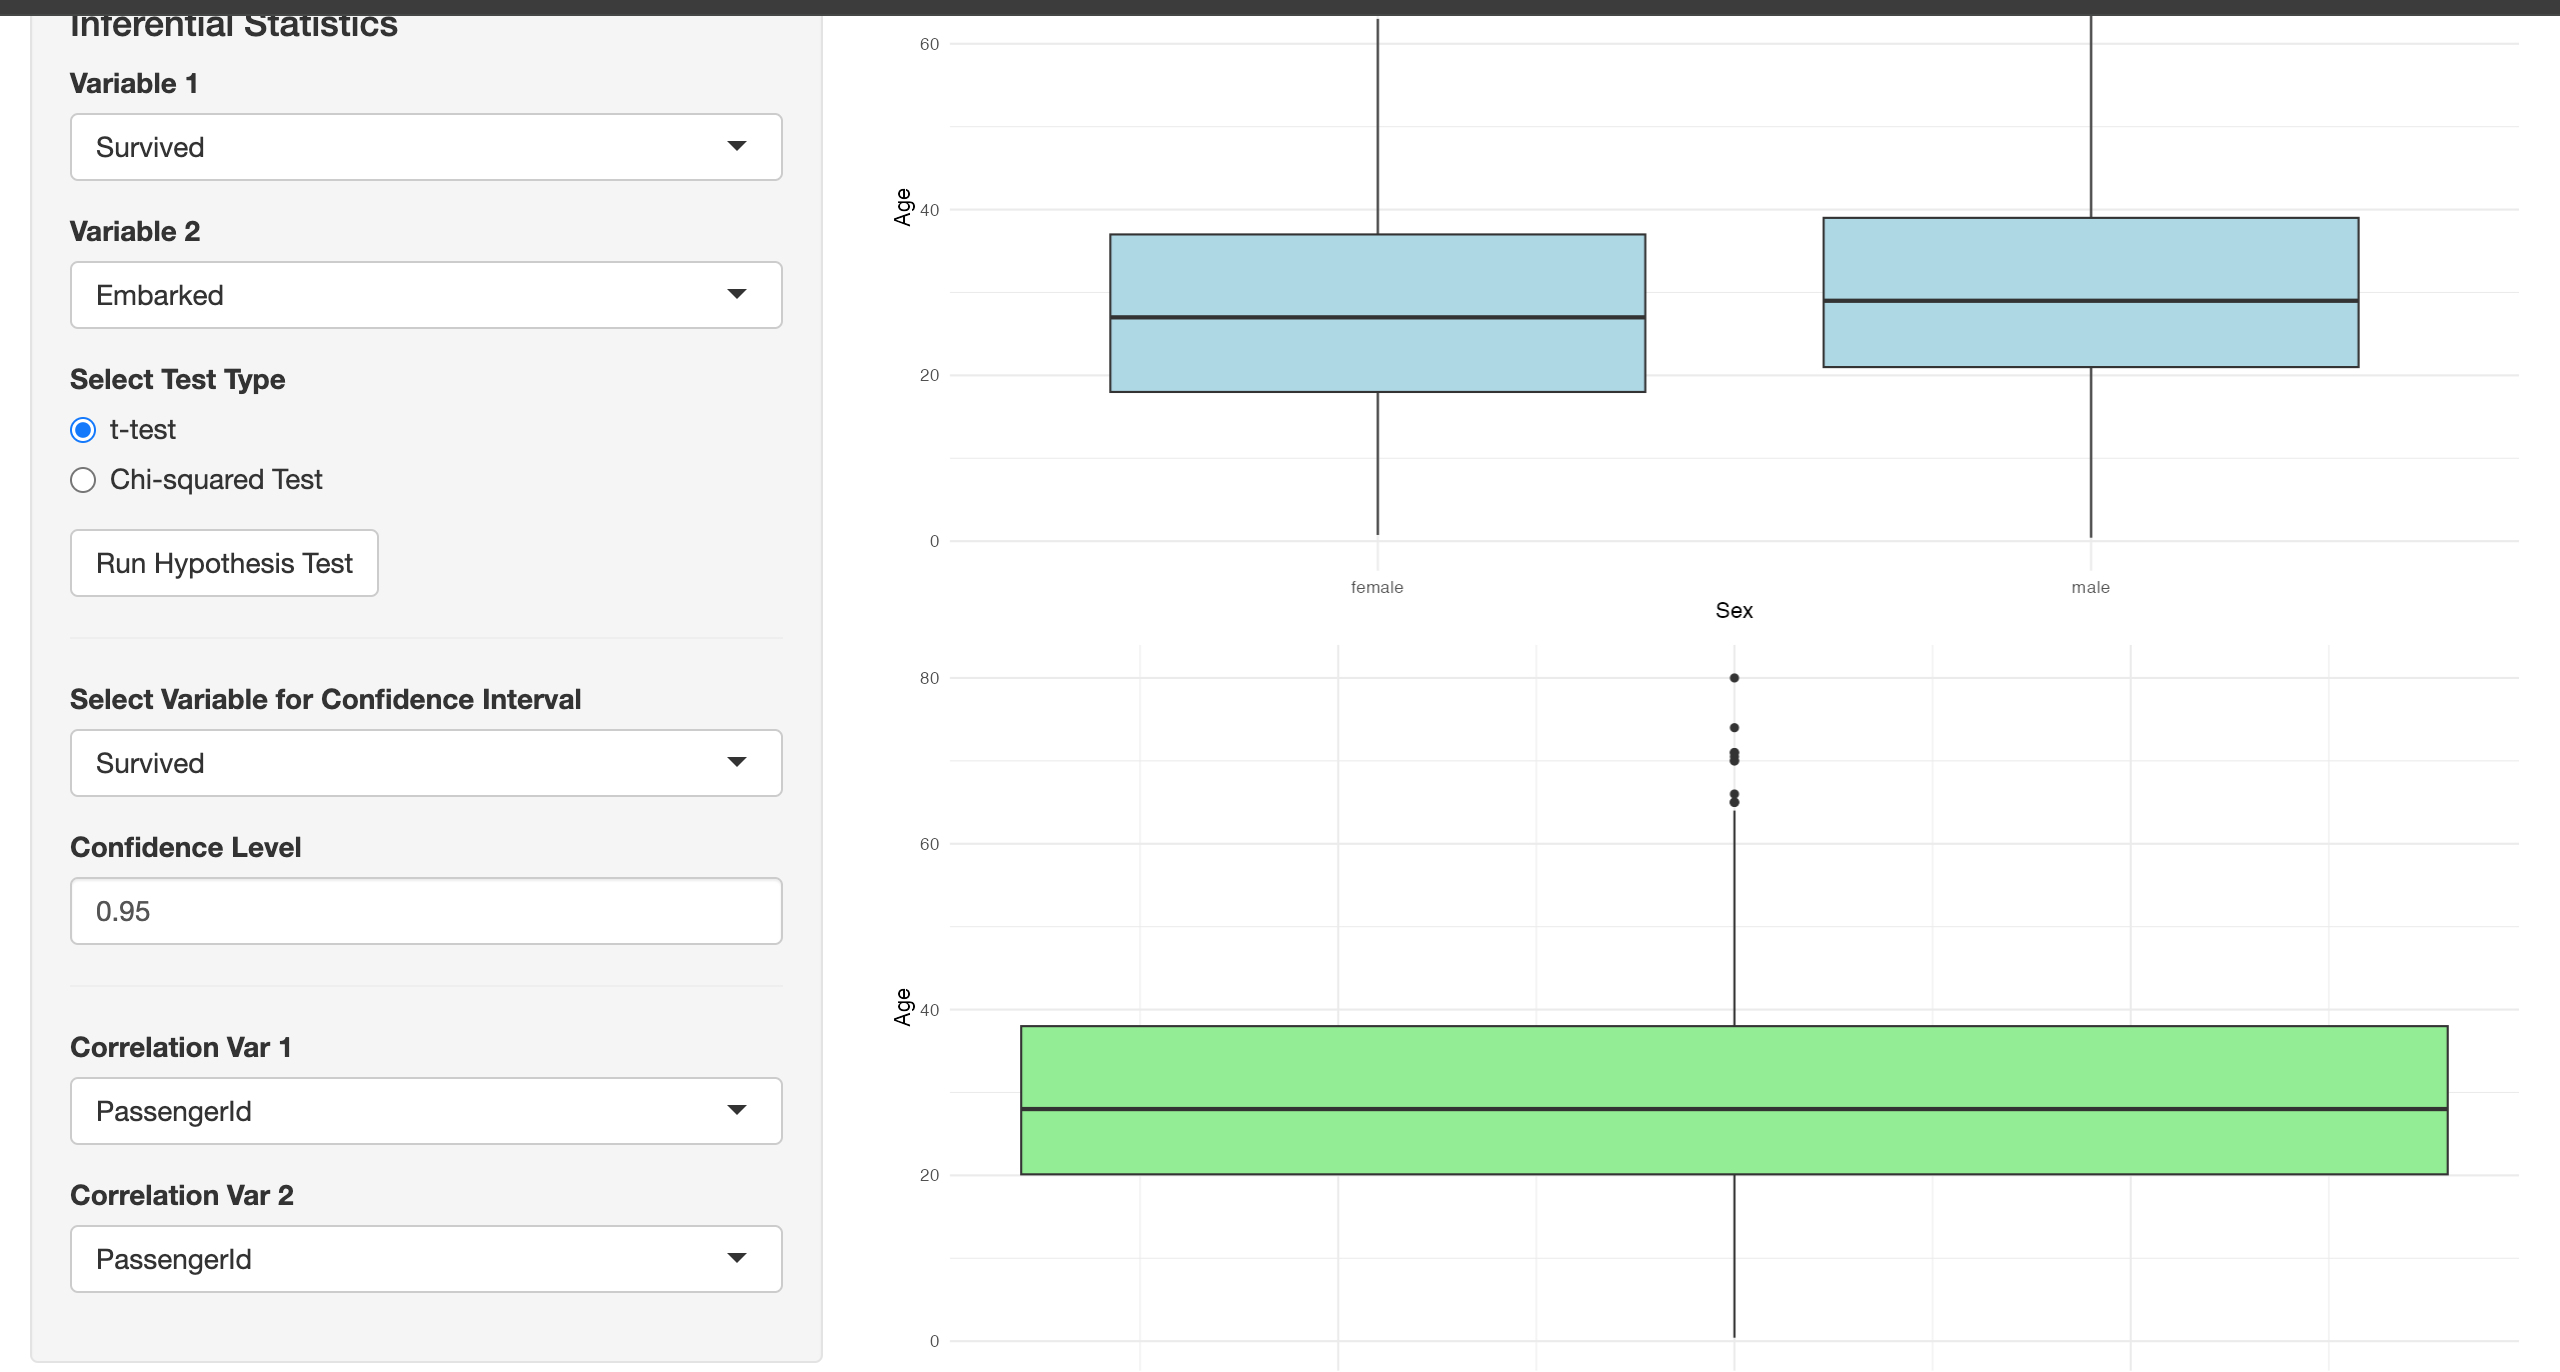 Inferential Statistics
Variable 1
Survived
Variable 2
Embarked
Select Test Type
t-test
Chi-squared Test
Run Hypothesis Test
Select Variable for Confidence Interval
Survived
Confidence Level
0.95
Correlation Var 1
PassengerId
Correlation Var 2
PassengerId
60
40
20
0
Age
female
male
Sex
80
60
40
20
0
Age